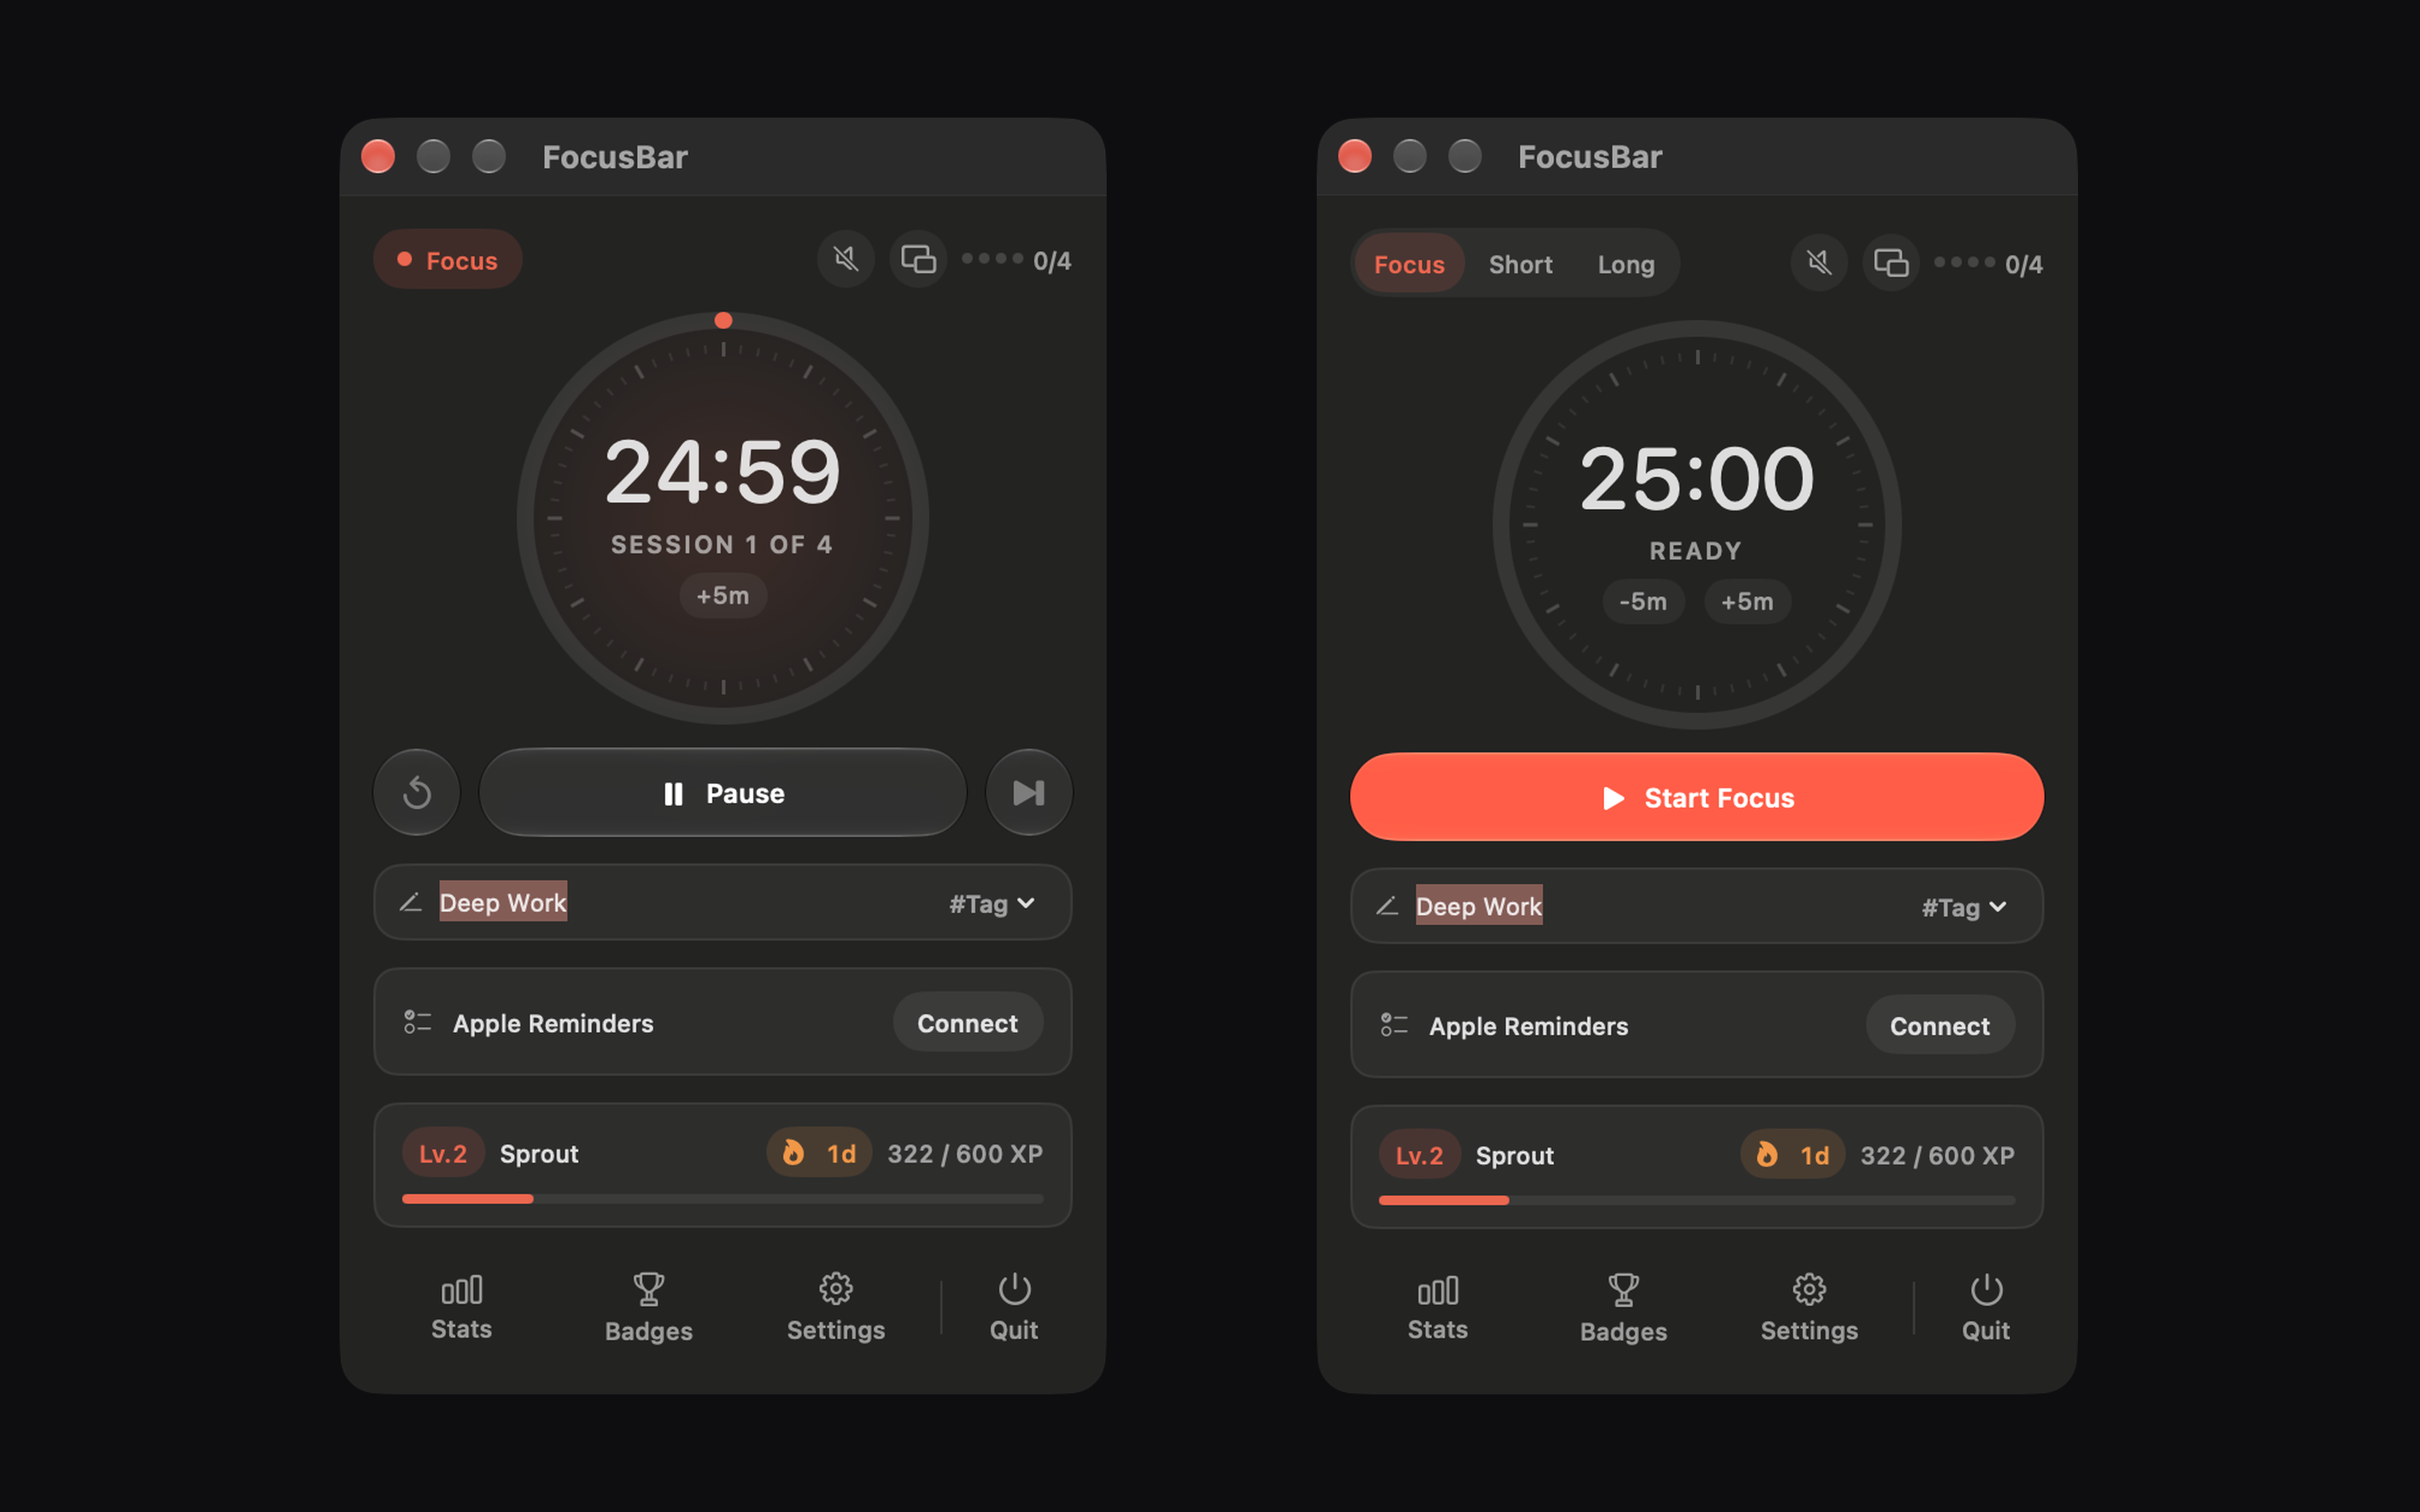 FocusBar
Focus
0/4
24:59
SESSION 1 OF 4
+5m
Pause
Deep Work
#Tag
Apple Reminders
Connect
Lv.2
Sprout
1d
322 / 600 XP
Stats
Badges
Settings
Quit
FocusBar
Focus
Short
Long
0/4
25:00
READY
-5m
+5m
Start Focus
Deep Work
#Tag
Apple Reminders
Connect
Lv.2
Sprout
1d
322 / 600 XP
Stats
Badges
Settings
Quit